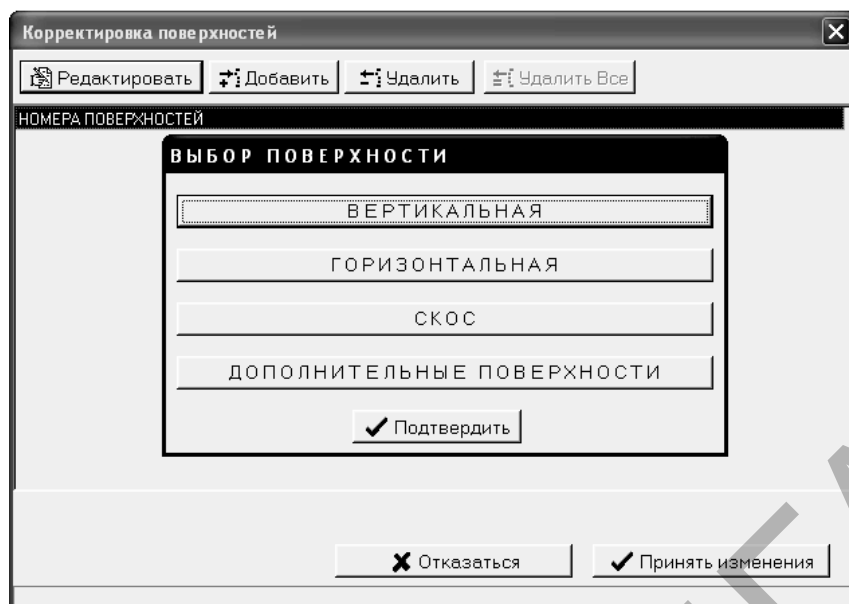 Корректировка поверхностей
Редактировать Добавить Удалить Удалить Все
НОМЕРА ПОВЕРХНОСТЕЙ
ВЫБОР ПОВЕРХНОСТИ
ВЕРТИКАЛЬНАЯ
ГОРИЗОНТАЛЬНАЯ
СКОС
ДОПОЛНИТЕЛЬНЫЕ ПОВЕРХНОСТИ
Подтвердить
Отказаться Принять изменения